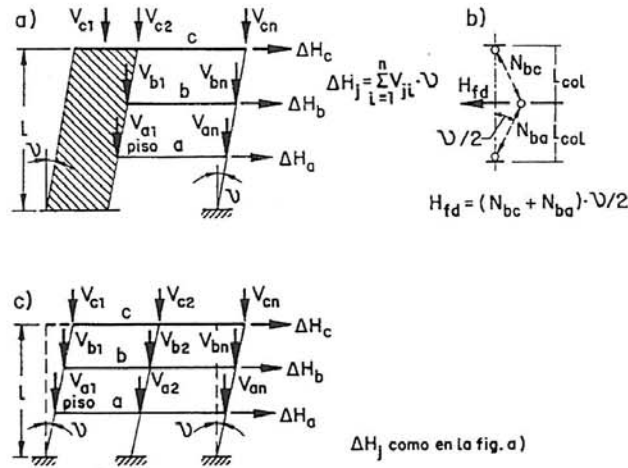 a)
V_c1 V_c2 V_cn
c
ΔH_c
V_b1 V_bn
b
ΔH_b
V_a1 V_an
piso a
ΔH_a
L
ν
ν
ΔH_j = Σ_{i=1}^{n} V_ji · ν
b)
N_bc
L_col
H_fd
ν/2
N_ba
L_col
H_fd = (N_bc + N_ba) · ν/2
c)
V_c1 V_c2 V_cn
c
ΔH_c
V_b1 V_b2 V_bn
b
ΔH_b
V_a1 V_a2 V_an
piso a
ΔH_a
L
ν
ν
ΔH_j como en la fig. a)